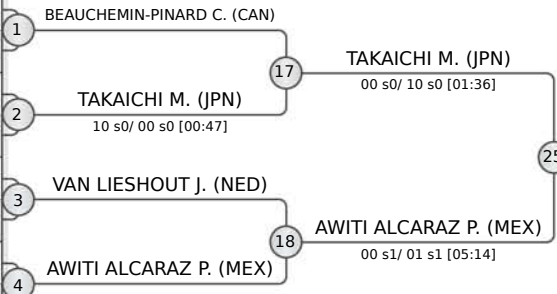 BEAUCHEMIN-PINARD C. (CAN)
1
TAKAICHI M. (JPN)
17
00 s0/ 10 s0 [01:36]
TAKAICHI M. (JPN)
2
10 s0/ 00 s0 [00:47]
25
VAN LIESHOUT J. (NED)
3
AWITI ALCARAZ P. (MEX)
18
00 s1/ 01 s1 [05:14]
AWITI ALCARAZ P. (MEX)
4